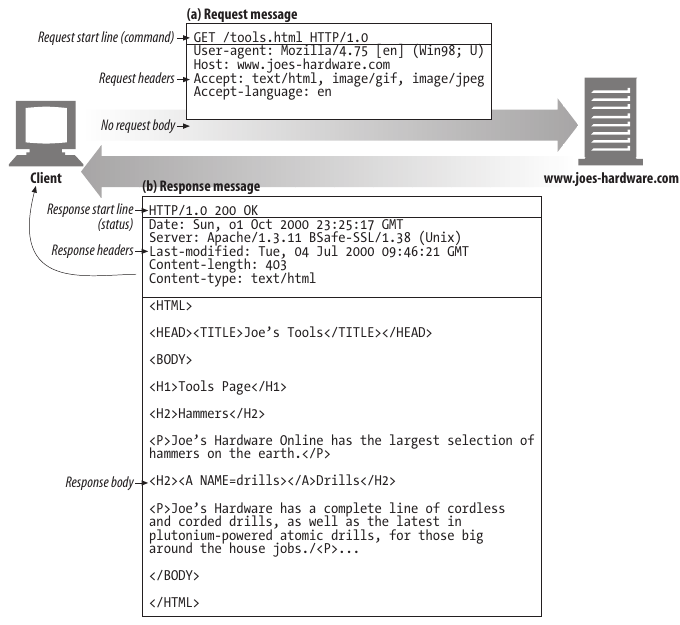 (a) Request message
Request start line (command)
GET /tools.html HTTP/1.0
User-agent: Mozilla/4.75 [en] (Win98; U)
Host: www.joes-hardware.com
Request headers
Accept: text/html, image/gif, image/jpeg
Accept-language: en
No request body
Client
www.joes-hardware.com
(b) Response message
Response start line
(status)
HTTP/1.0 200 OK
Date: Sun, o1 Oct 2000 23:25:17 GMT
Server: Apache/1.3.11 BSafe-SSL/1.38 (Unix)
Response headers
Last-modified: Tue, 04 Jul 2000 09:46:21 GMT
Content-length: 403
Content-type: text/html
<HTML>
<HEAD><TITLE>Joe's Tools</TITLE></HEAD>
<BODY>
<H1>Tools Page</H1>
<H2>Hammers</H2>
<P>Joe's Hardware Online has the largest selection of
hammers on the earth.</P>
Response body
<H2><A NAME=drills></A>Drills</H2>
<P>Joe's Hardware has a complete line of cordless
and corded drills, as well as the latest in
plutonium-powered atomic drills, for those big
around the house jobs./<P>...
</BODY>
</HTML>